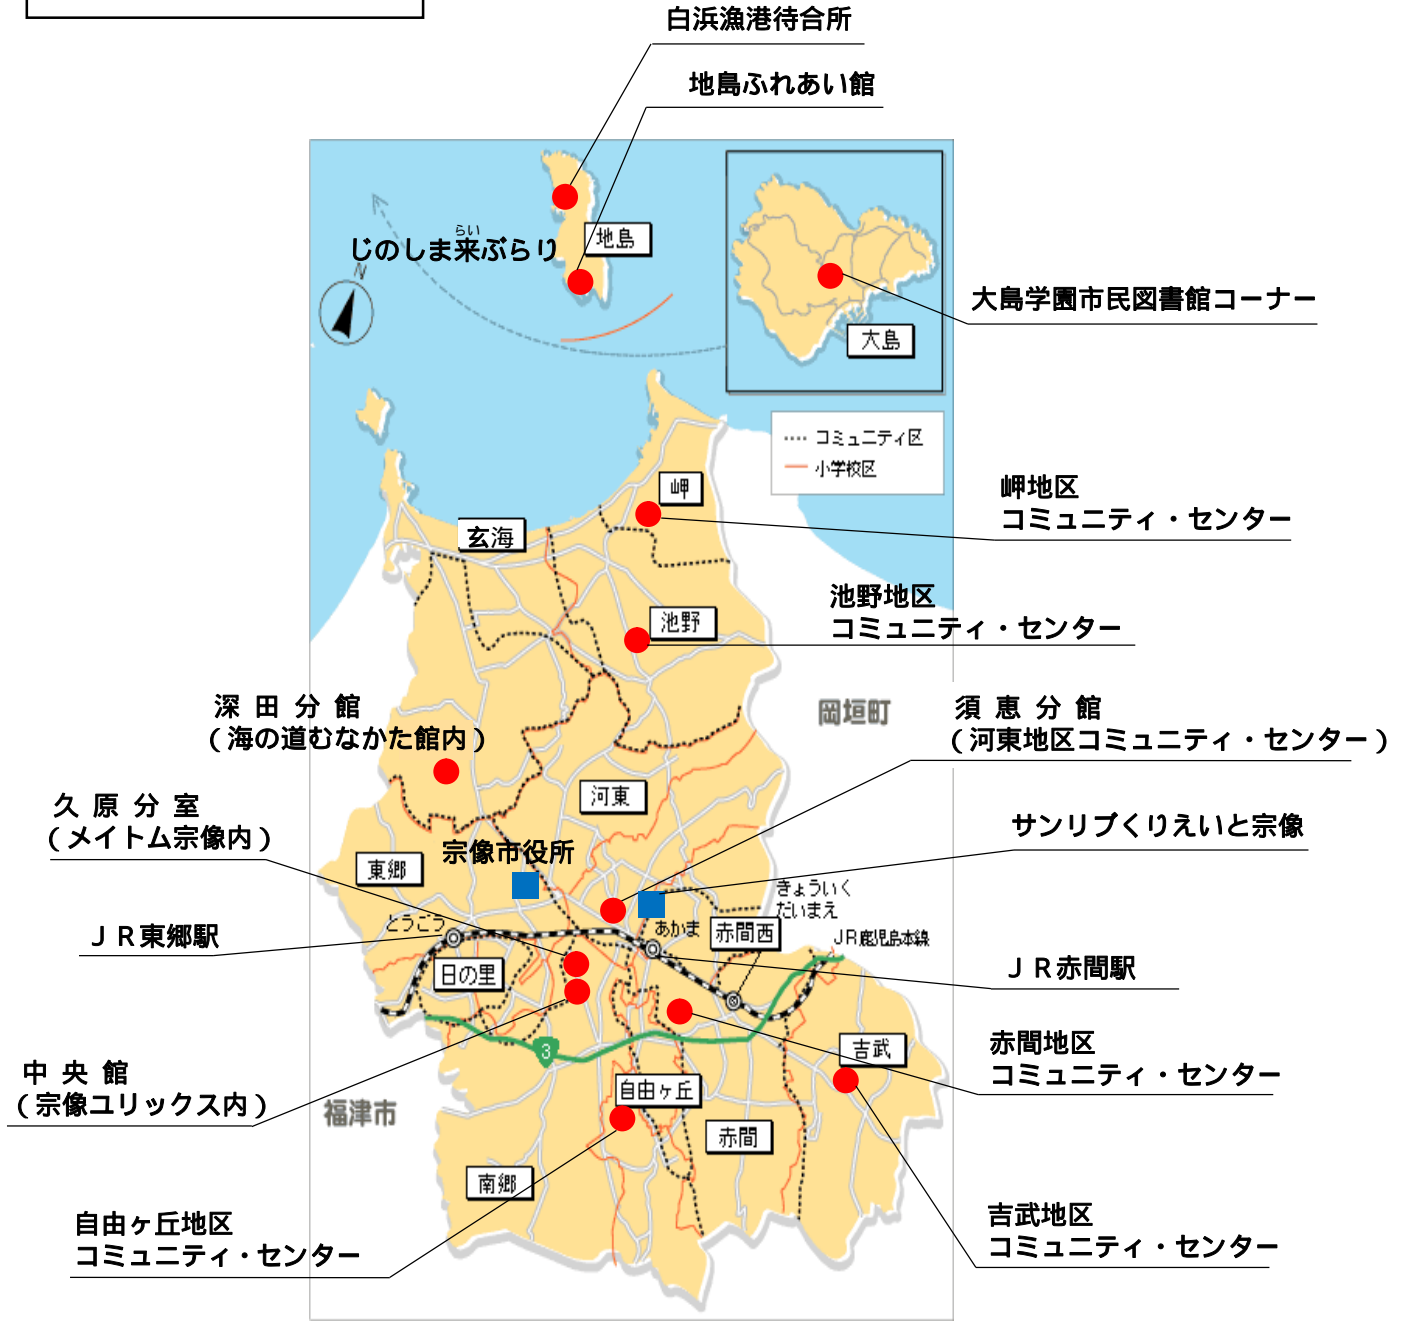 白浜漁港待合所
地島ふれあい館
らい
じのしま来ぶらり
地島
N
大島学園市民図書館コーナー
大島
コミュニティ区
小学校区
岬
岬地区
コミュニティ・センター
玄海
池野地区
コミュニティ・センター
池野
深田分館
（海の道むなかた館内）
岡垣町
須恵分館
（河東地区コミュニティ・センター）
河東
久原分室
（メイトム宗像内）
サンリブくりえいと宗像
宗像市役所
東郷
きょういく
だいまえ
とうごう
あかま
赤間西
JR鹿児島本線
ＪＲ東郷駅
日の里
ＪＲ赤間駅
3
吉武
赤間地区
コミュニティ・センター
中央館
（宗像ユリックス内）
福津市
自由ヶ丘
赤間
南郷
自由ヶ丘地区
コミュニティ・センター
吉武地区
コミュニティ・センター